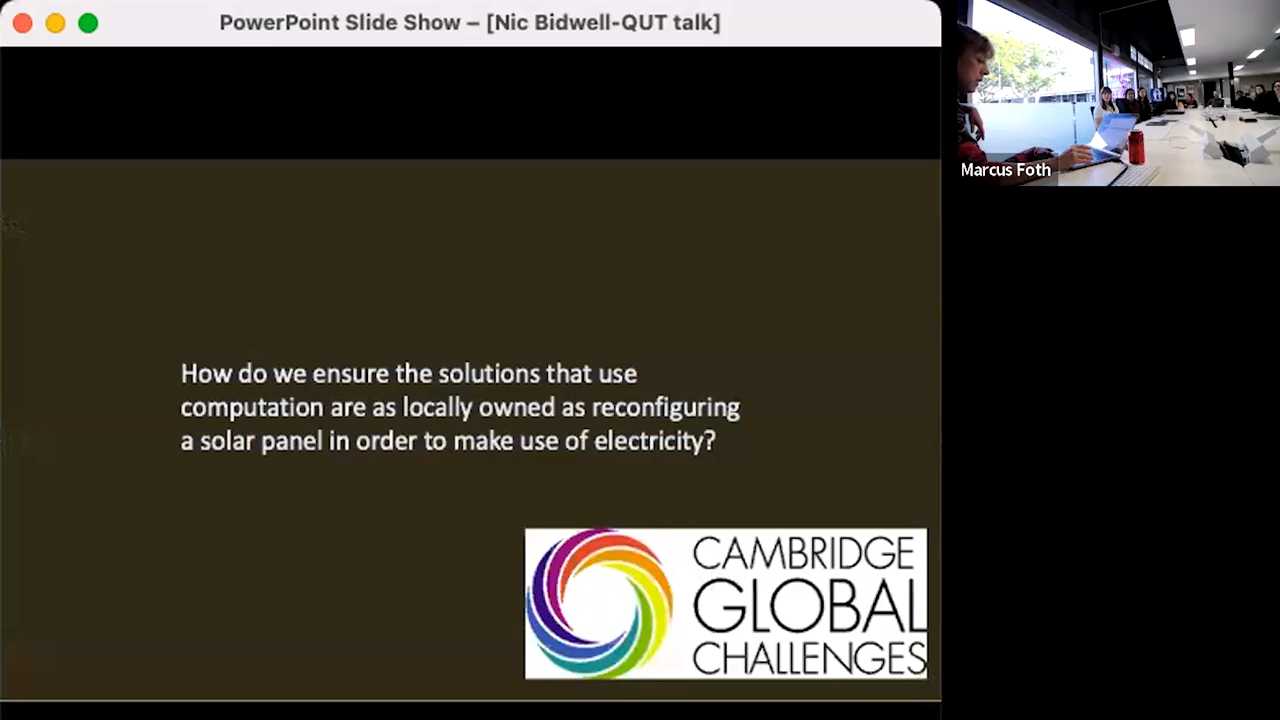 PowerPoint Slide Show – [Nic Bidwell-QUT talk]
Marcus Foth
How do we ensure the solutions that use
computation are as locally owned as reconfiguring
a solar panel in order to make use of electricity?
CAMBRIDGE
GLOBAL
CHALLENGES